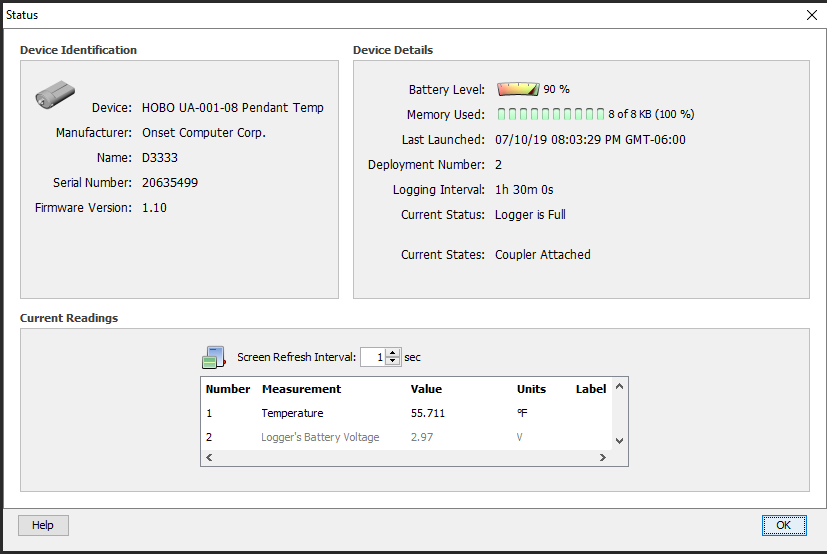 Status
Device Identification
Device: HOBO UA-001-08 Pendant Temp
Manufacturer: Onset Computer Corp.
Name: D3333
Serial Number: 20635499
Firmware Version: 1.10
Device Details
Battery Level: 90 %
Memory Used: 8 of 8 KB (100 %)
Last Launched: 07/10/19 08:03:29 PM GMT-06:00
Deployment Number: 2
Logging Interval: 1h 30m 0s
Current Status: Logger is Full
Current States: Coupler Attached
Current Readings
Screen Refresh Interval: 1 sec
Number Measurement Value Units Label
1 Temperature 55.711 °F
2 Logger's Battery Voltage 2.97 V
Help OK